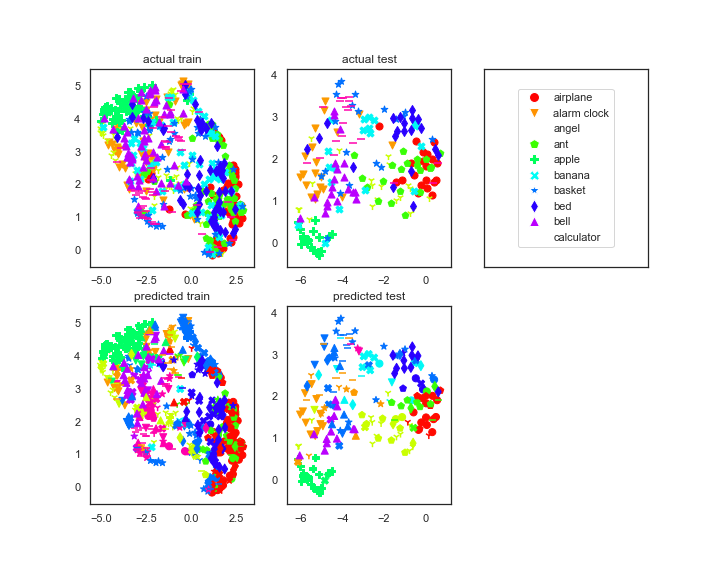 actual train
actual test
5
4
3
2
1
0
−5.0 −2.5 0.0 2.5
4
3
2
1
0
−6 −4 −2 0
airplane
alarm clock
angel
ant
apple
banana
basket
bed
bell
calculator
predicted train
predicted test
5
4
3
2
1
0
−5.0 −2.5 0.0 2.5
4
3
2
1
0
−6 −4 −2 0